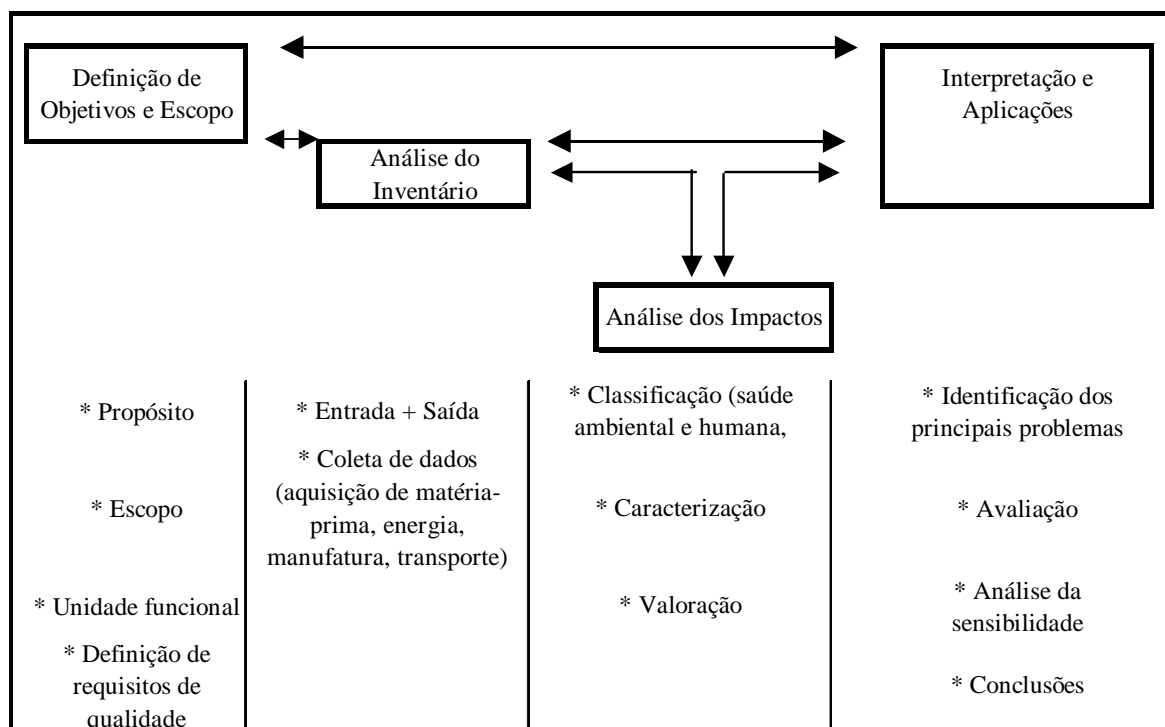 Definição de
Objetivos e Escopo
Interpretação e
Aplicações
Análise do
Inventário
Análise dos Impactos
* Propósito
* Escopo
* Unidade funcional
* Definição de
requisitos de
qualidade
* Entrada + Saída
* Coleta de dados
(aquisição de matéria-
prima, energia,
manufatura, transporte)
* Classificação (saúde
ambiental e humana,
* Caracterização
* Valoração
* Identificação dos
principais problemas
* Avaliação
* Análise da
sensibilidade
* Conclusões